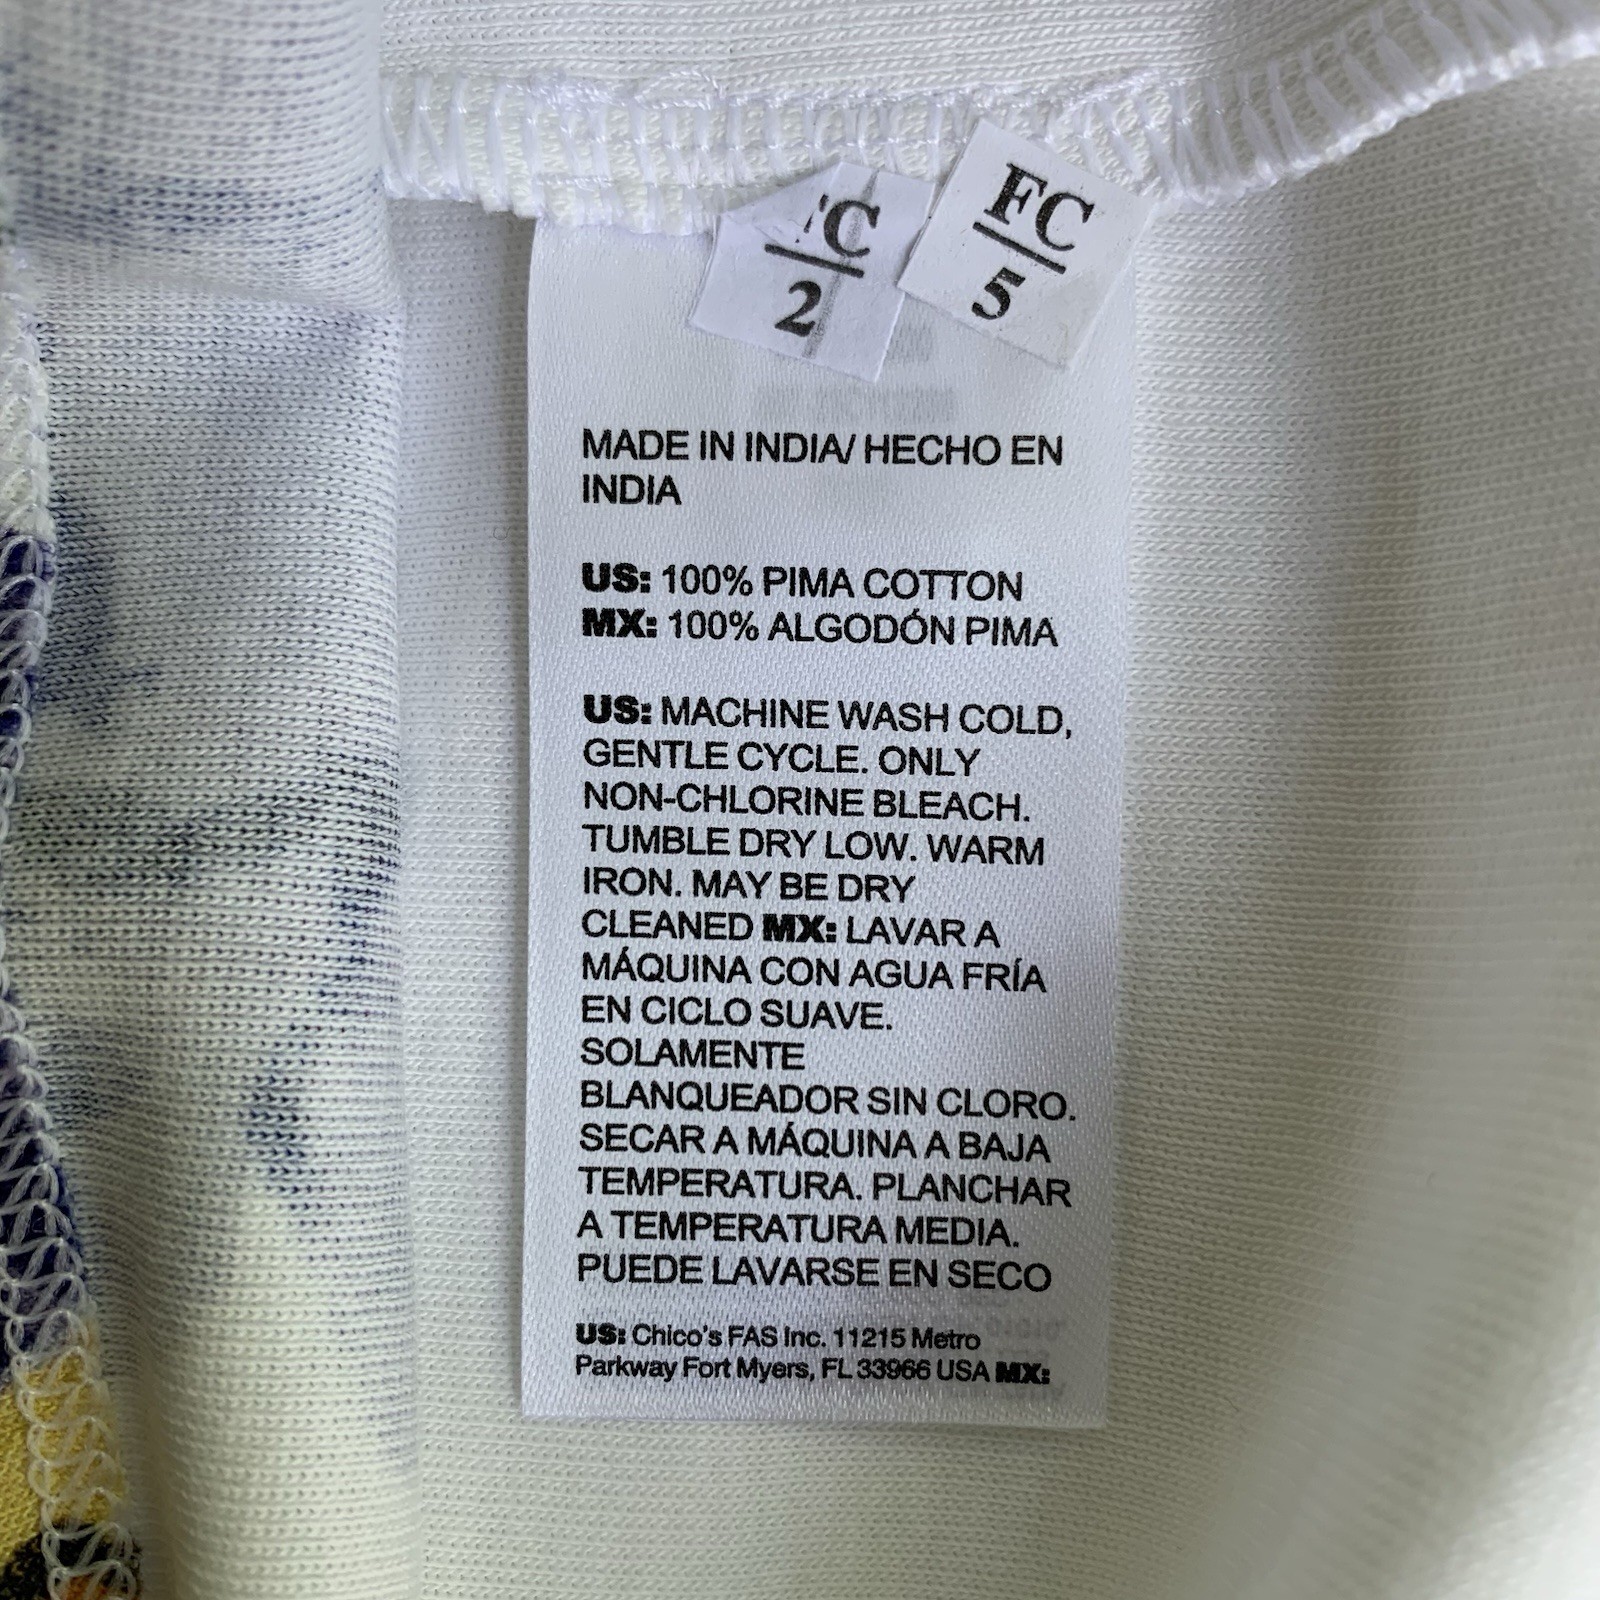 C
2
FC
5
MADE IN INDIA/ HECHO EN
INDIA
US: 100% PIMA COTTON
MX: 100% ALGODÓN PIMA
US: MACHINE WASH COLD,
GENTLE CYCLE. ONLY
NON-CHLORINE BLEACH.
TUMBLE DRY LOW. WARM
IRON. MAY BE DRY
CLEANED MX: LAVAR A
MÁQUINA CON AGUA FRÍA
EN CICLO SUAVE.
SOLAMENTE
BLANQUEADOR SIN CLORO.
SECAR A MÁQUINA A BAJA
TEMPERATURA. PLANCHAR
A TEMPERATURA MEDIA.
PUEDE LAVARSE EN SECO
US: Chico's FAS Inc. 11215 Metro
Parkway Fort Myers, FL 33966 USA MX: